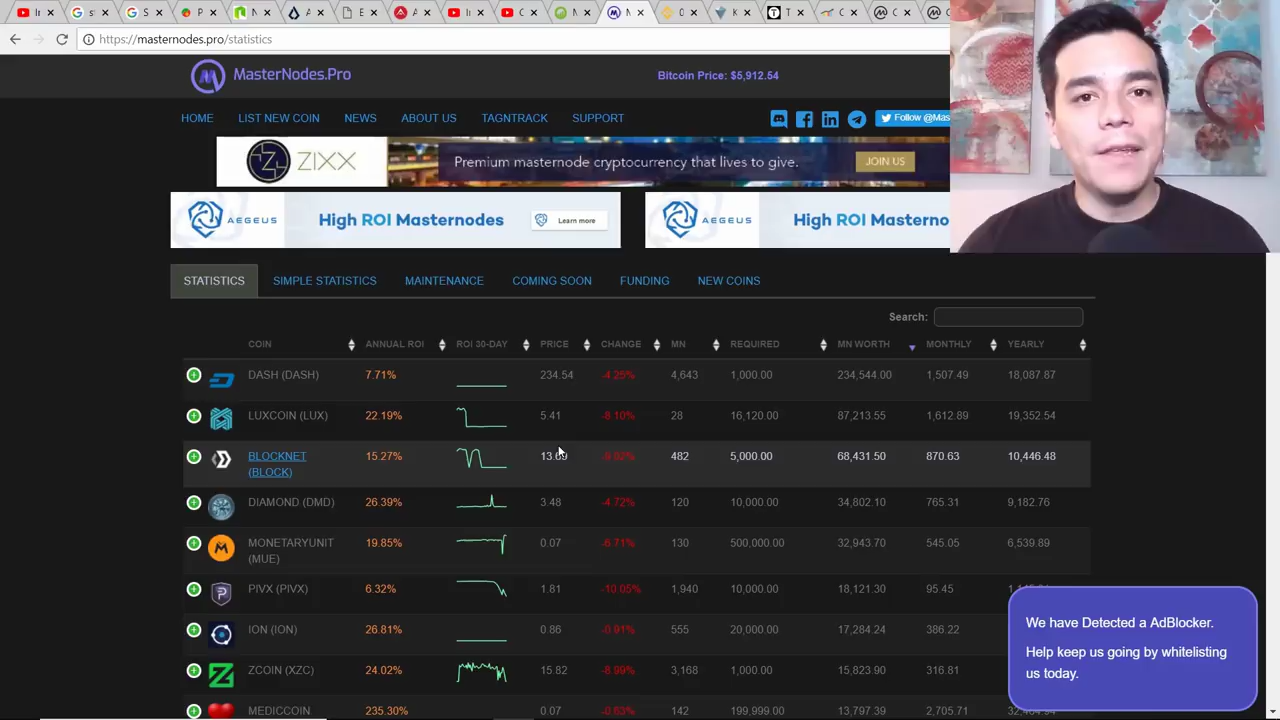 https://masternodes.pro/statistics
MasterNodes.Pro
Bitcoin Price: $5,912.54
HOME LIST NEW COIN NEWS ABOUT US TAGNTRACK SUPPORT
Follow @Mas
ZIXX Premium masternode cryptocurrency that lives to give. JOIN US
AEGEUS High ROI Masternodes Learn more
AEGEUS High ROI Masterno
STATISTICS SIMPLE STATISTICS MAINTENANCE COMING SOON FUNDING NEW COINS
Search:
COIN ANNUAL ROI ROI 30-DAY PRICE CHANGE MN REQUIRED MN WORTH MONTHLY YEARLY
DASH (DASH) 7.71% 234.54 -4.25% 4,643 1,000.00 234,544.00 1,507.49 18,087.87
LUXCOIN (LUX) 22.19% 5.41 -8.10% 28 16,120.00 87,213.55 1,612.89 19,352.54
BLOCKNET
(BLOCK) 15.27% 482 5,000.00 68,431.50 870.63 10,446.48
DIAMOND (DMD) 26.39% 3.48 -4.72% 120 10,000.00 34,802.10 765.31 9,182.76
MONETARYUNIT
(MUE) 19.85% 0.07 -6.71% 130 500,000.00 32,943.70 545.05 6,539.89
PIVX (PIVX) 6.32% 1.81 -10.05% 1,940 10,000.00 18,121.30 95.45
ION (ION) 26.81% 0.86 555 20,000.00 17,284.24 386.22
ZCOIN (XZC) 24.02% 15.82 -8.99% 3,168 1,000.00 15,823.90 316.81
MEDICCOIN 235.30% 0.07 142 199,999.00 13,797.39 2,705.71
We have Detected a AdBlocker.
Help keep us going by whitelisting
us today.